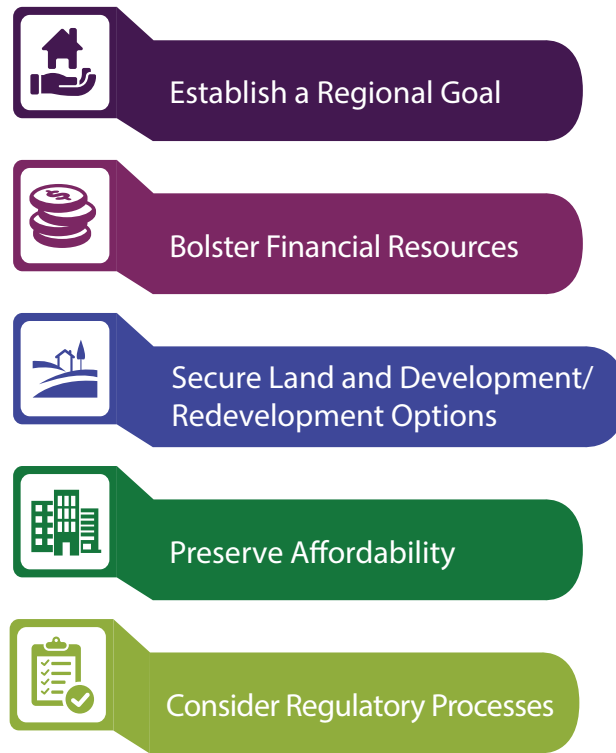 Establish a Regional Goal
$
Bolster Financial Resources
Secure Land and Development/
Redevelopment Options
Preserve Affordability
Consider Regulatory Processes